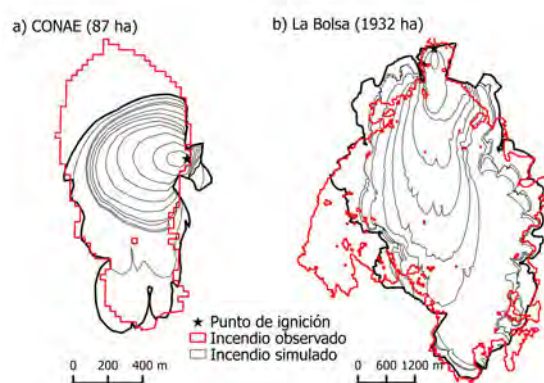 a) CONAE (87 ha)
b) La Bolsa (1932 ha)
Punto de ignición
Incendio observado
Incendio simulado
0 200 400 m
0 600 1200 m